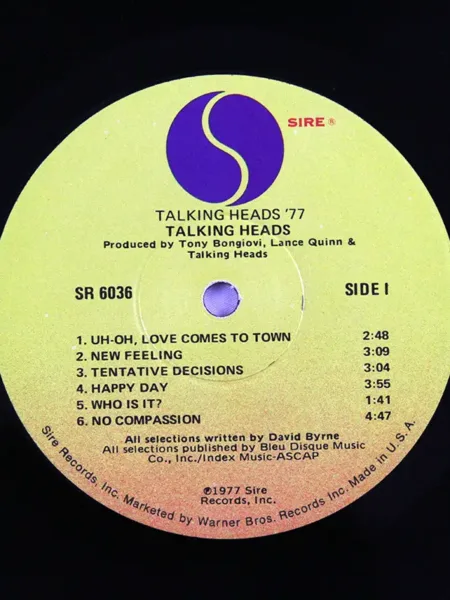 SIRE ®
TALKING HEADS '77
TALKING HEADS
Produced by Tony Bongiovi, Lance Quinn &
Talking Heads
SR 6036 SIDE I
1. UH-OH, LOVE COMES TO TOWN 2:48
2. NEW FEELING 3:09
3. TENTATIVE DECISIONS 3:04
4. HAPPY DAY 3:55
5. WHO IS IT? 1:41
6. NO COMPASSION 4:47
All selections written by David Byrne
All selections published by Bleu Disque Music
Co., Inc./Index Music-ASCAP
℗1977 Sire
Records, Inc.
Sire Records, Inc. Marketed by Warner Bros. Records Inc. Made in U.S.A.